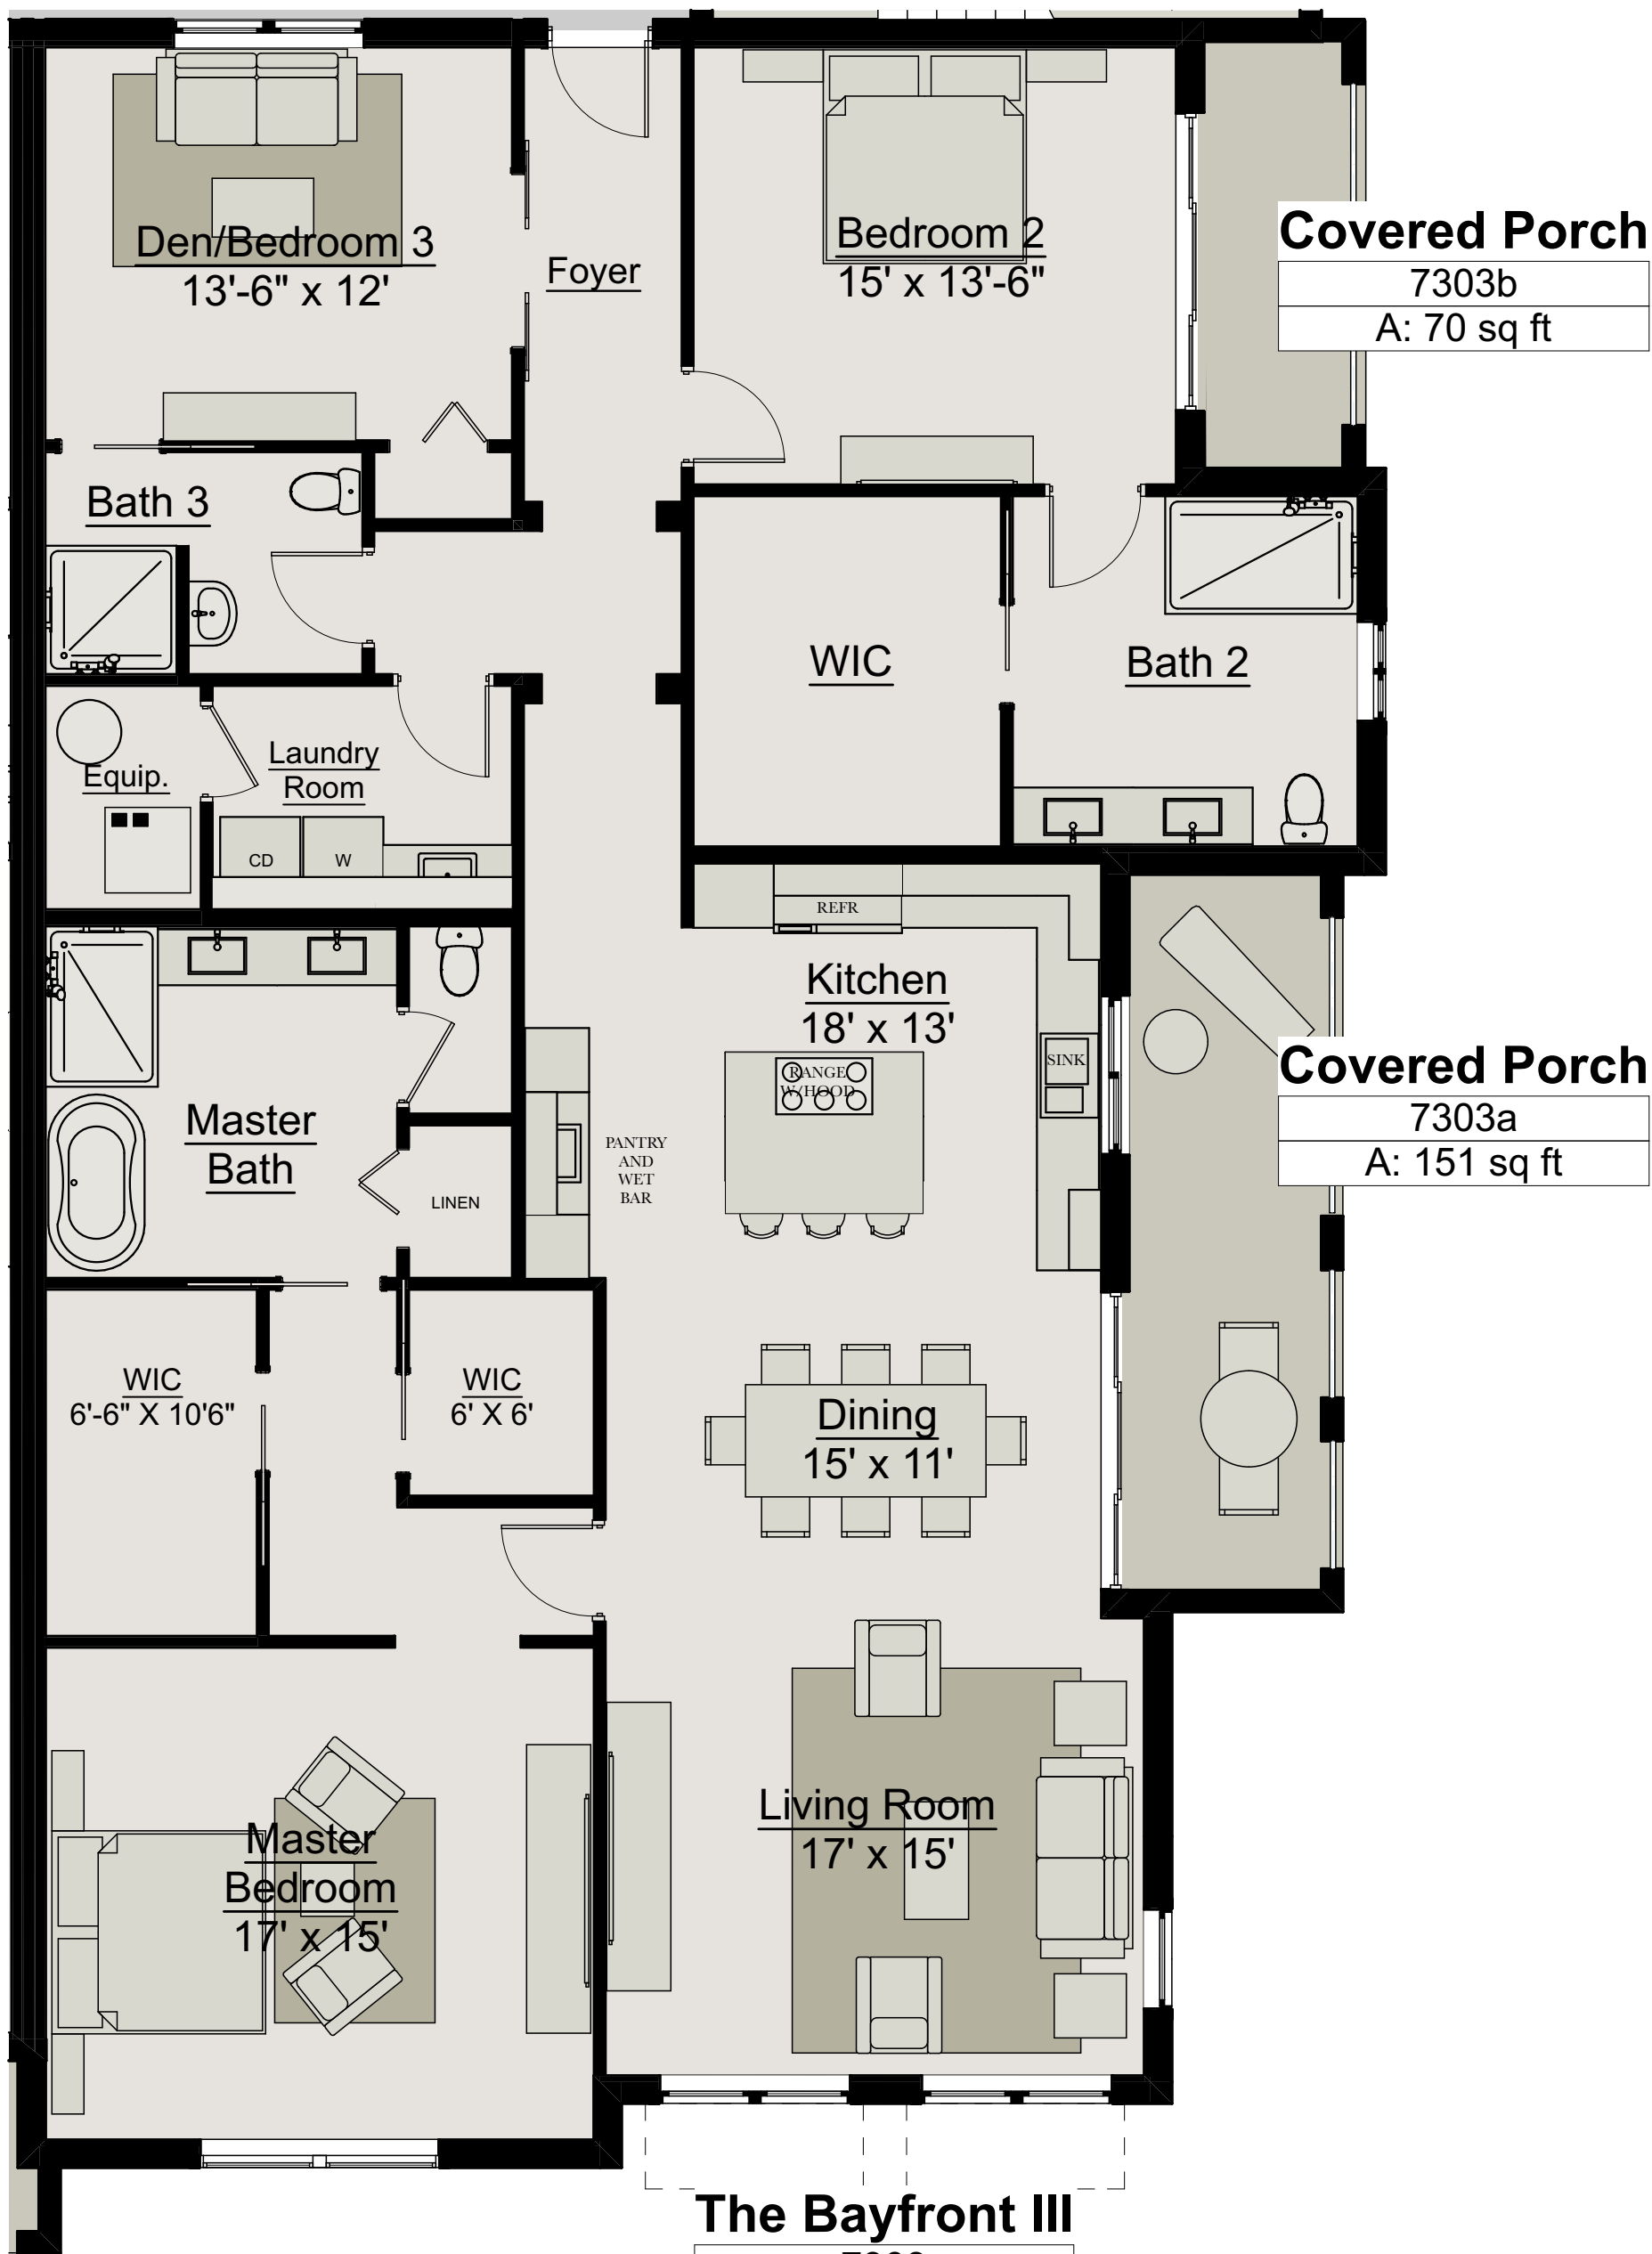 Den/Bedroom 3
13'-6" x 12'
Foyer
Bedroom 2
15' x 13'-6"
Covered Porch
7303b
A: 70 sq ft
Bath 3
WIC
Bath 2
Equip.
Laundry
Room
CD
W
REFR
Kitchen
18' x 13'
RANGE
W/HOOD
SINK
Covered Porch
7303a
A: 151 sq ft
Master
Bath
LINEN
PANTRY
AND
WET
BAR
WIC
6'-6" X 10'6"
WIC
6' X 6'
Dining
15' x 11'
Living Room
17' x 15'
Master
Bedroom
17' x 15'
The Bayfront III